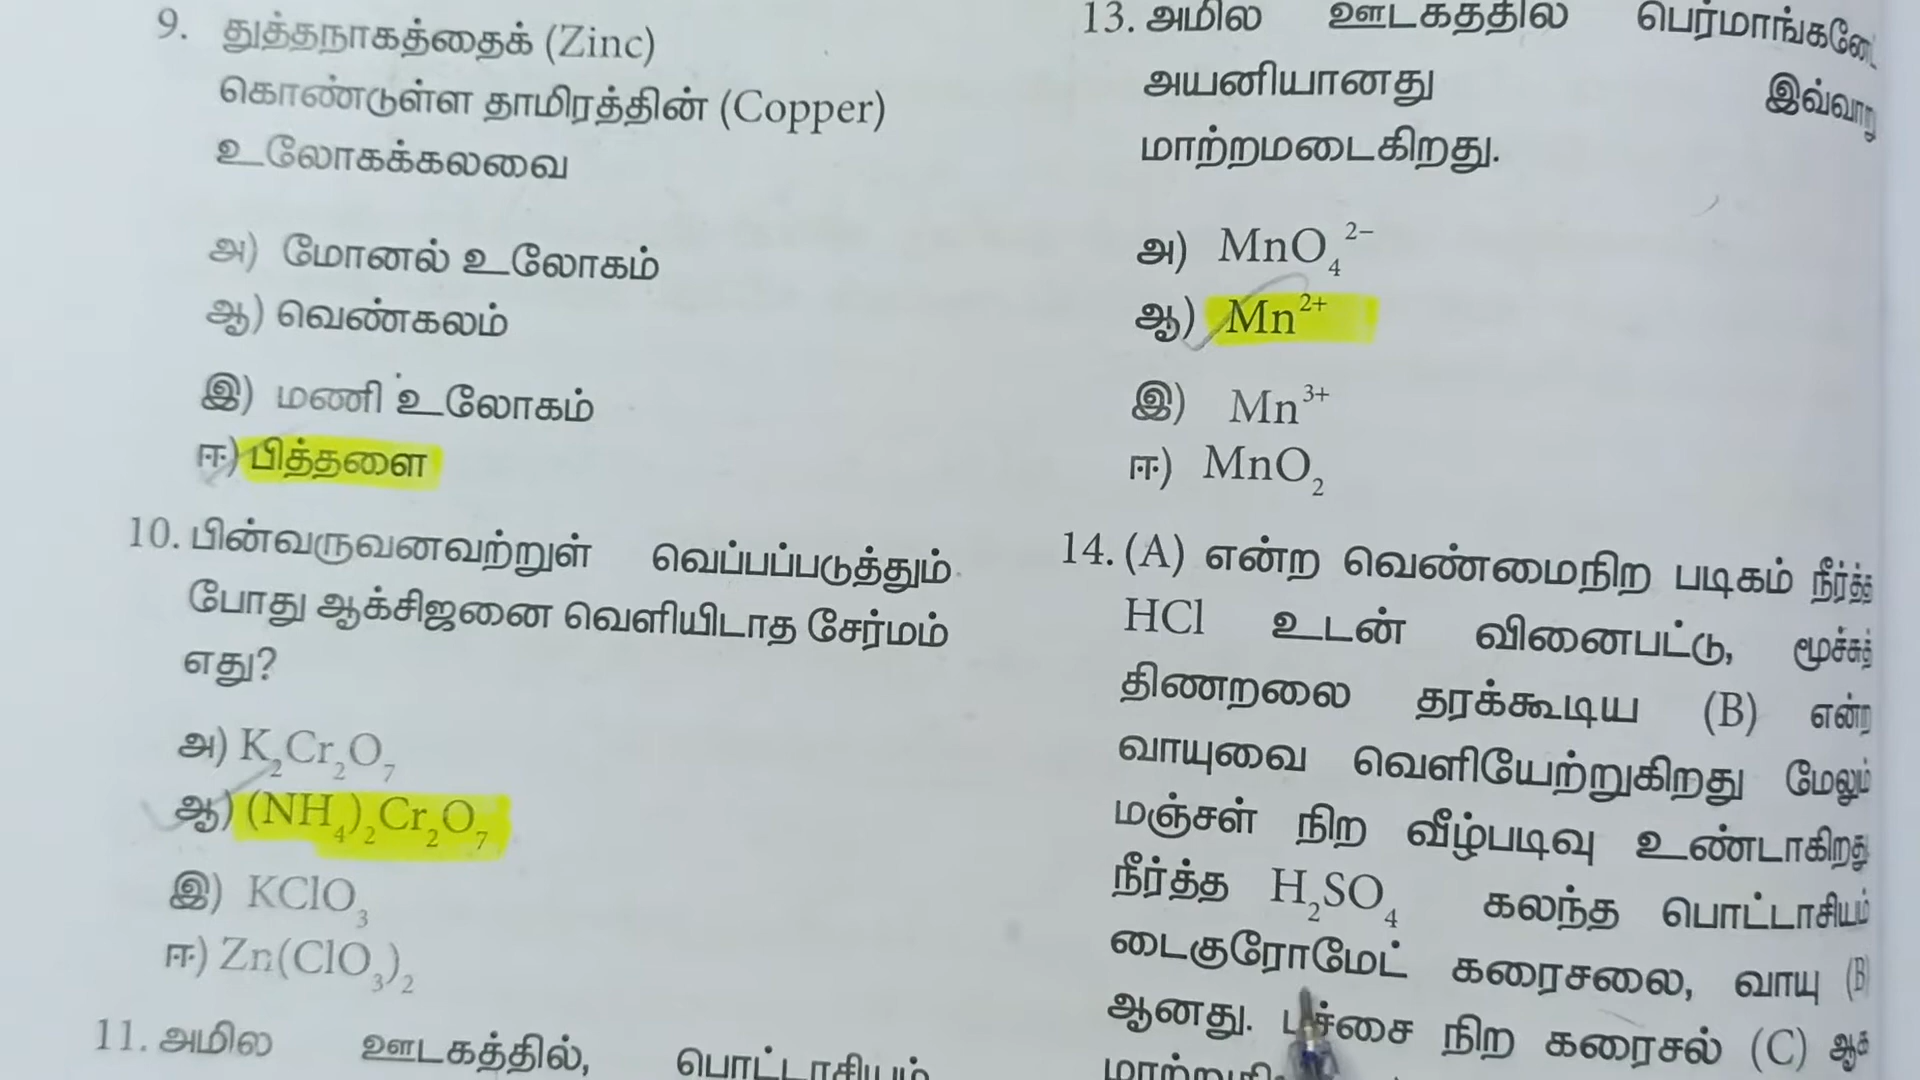 9. துத்தநாகத்தைக் (Zinc)
கொண்டுள்ள தாமிரத்தின் (Copper)
உலோகக்கலவை
அ) மோனல் உலோகம்
ஆ) வெண்கலம்
இ) மணி உலோகம்
ஈ) பித்தளை
10. பின்வருவனவற்றுள் வெப்பப்படுத்தும்
போது ஆக்சிஜனை வெளியிடாத சேர்மம்
எது?
அ) K₂Cr₂O₇
ஆ) (NH₄)₂Cr₂O₇
இ) KClO₃
ஈ) Zn(ClO₃)₂
11. அமில ஊடகத்தில், பொட்டாசியம்
13. அமில ஊடகத்தில்
அயனியானது இவ்வாறு
மாற்றமடைகிறது.
அ) MnO₄²⁻
ஆ) Mn²⁺
இ) Mn³⁺
ஈ) MnO₂
14. (A) என்ற வெண்மைநிற படிகம் நீர்த்த
HCl உடன் வினைபட்டு, மூச்சுத்
திணறலை தரக்கூடிய (B) என்ற
வாயுவை வெளியேற்றுகிறது மேலும்
மஞ்சள் நிற வீழ்படிவு உண்டாகிறது
நீர்த்த H₂SO₄ கலந்த பொட்டாசியம்
டைகுரோமேட் கரைசலை, வாயு (B)
ஆனது. பச்சை நிற கரைசல் (C) ஆக